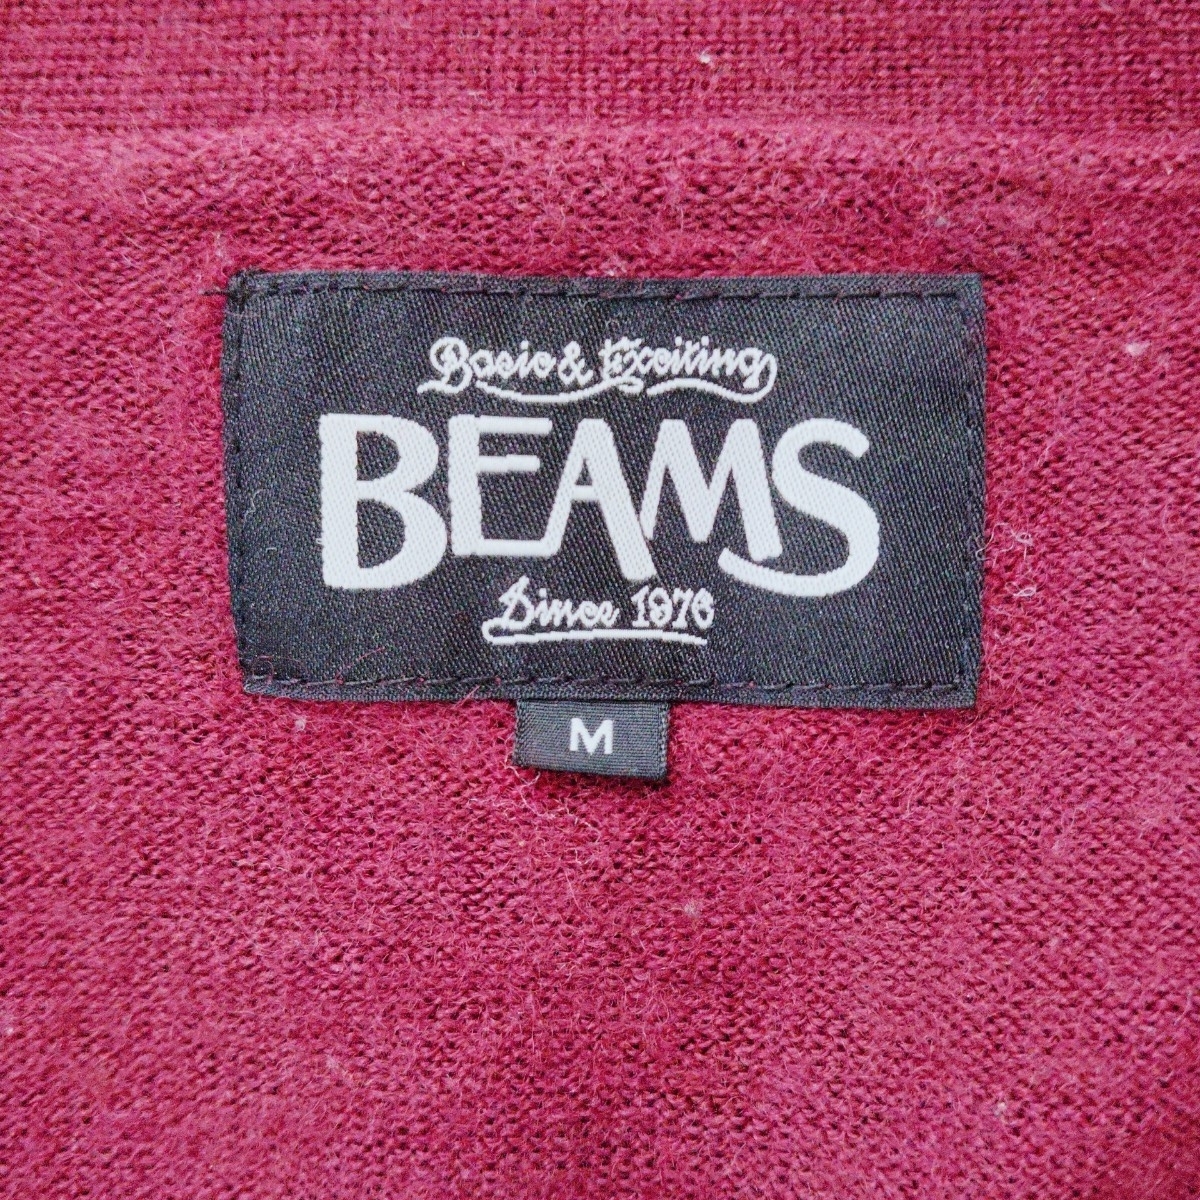 Basic & Exciting
BEAMS
Since 1976
M